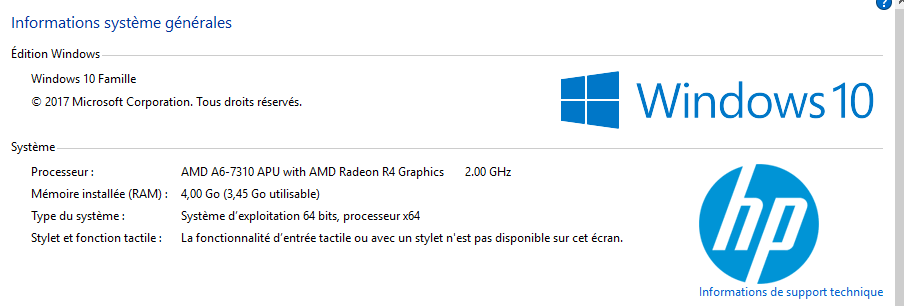 ?
Informations système générales
Édition Windows
Windows 10 Famille
© 2017 Microsoft Corporation. Tous droits réservés.
Windows 10
Système
Processeur : AMD A6-7310 APU with AMD Radeon R4 Graphics 2.00 GHz
Mémoire installée (RAM) : 4,00 Go (3,45 Go utilisable)
Type du système : Système d'exploitation 64 bits, processeur x64
Stylet et fonction tactile : La fonctionnalité d'entrée tactile ou avec un stylet n'est pas disponible sur cet écran.
hp
Informations de support technique